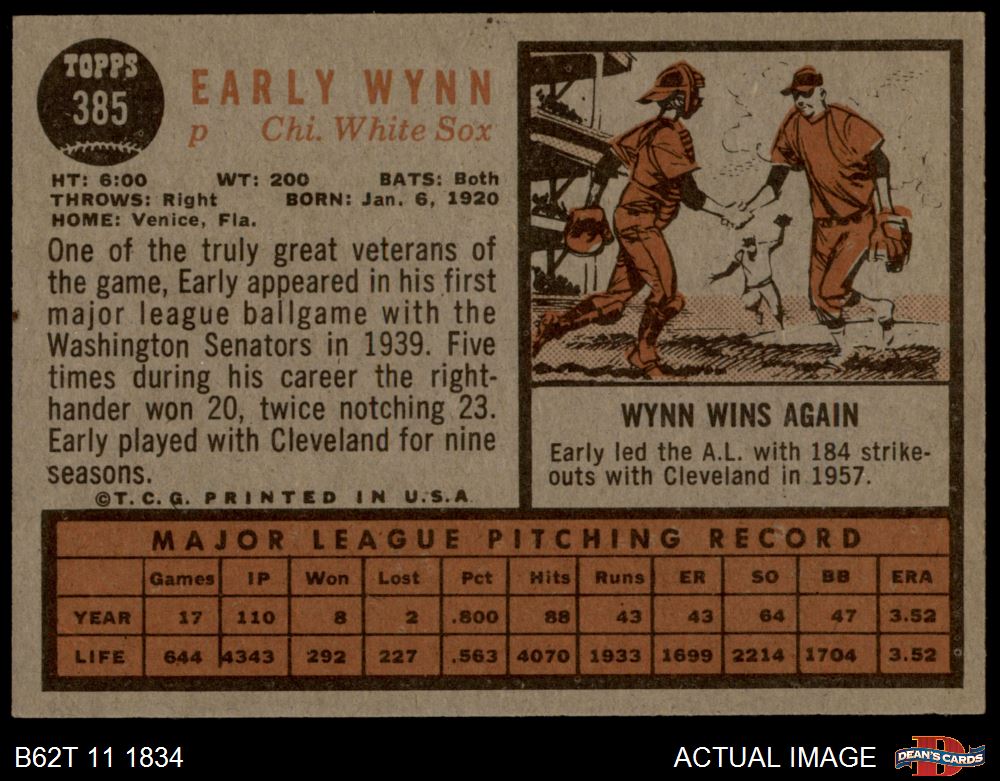 TOPPS
385
EARLY WYNN
p Chi. White Sox
HT: 6:00 WT: 200 BATS: Both
THROWS: Right BORN: Jan. 6, 1920
HOME: Venice, Fla.
One of the truly great veterans of
the game, Early appeared in his first
major league ballgame with the
Washington Senators in 1939. Five
times during his career the right-
hander won 20, twice notching 23.
Early played with Cleveland for nine
seasons.
©T.C.G. PRINTED IN U.S.A.
WYNN WINS AGAIN
Early led the A.L. with 184 strike-
outs with Cleveland in 1957.
MAJOR LEAGUE PITCHING RECORD
Games IP Won Lost Pct Hits Runs ER SO BB ERA
YEAR 17 110 8 2 .800 88 43 43 64 47 3.52
LIFE 644 4343 292 227 .563 4070 1933 1699 2214 1704 3.52
B62T 11 1834
ACTUAL IMAGE
D
DEAN'S CARDS